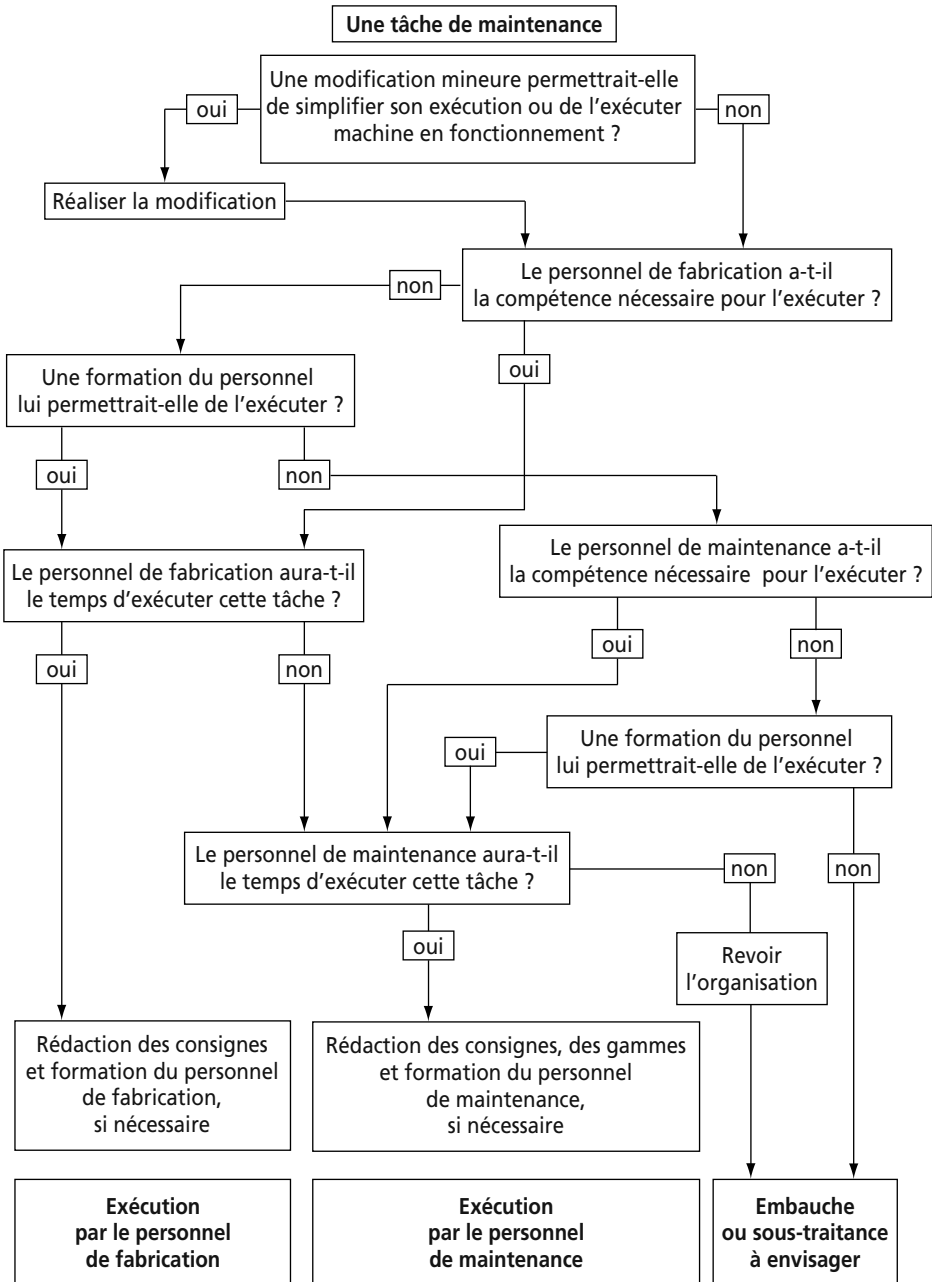 Une tâche de maintenance
Une modification mineure permettrait-elle
de simplifier son exécution ou de l'exécuter
machine en fonctionnement ?
oui
non
Réaliser la modification
Le personnel de fabrication a-t-il
la compétence nécessaire pour l'exécuter ?
non
oui
Une formation du personnel
lui permettrait-elle de l'exécuter ?
oui
non
Le personnel de fabrication aura-t-il
le temps d'exécuter cette tâche ?
Le personnel de maintenance a-t-il
la compétence nécessaire pour l'exécuter ?
oui
non
oui
non
Une formation du personnel
lui permettrait-elle de l'exécuter ?
oui
Le personnel de maintenance aura-t-il
le temps d'exécuter cette tâche ?
non
non
oui
Revoir
l'organisation
Rédaction des consignes
et formation du personnel
de fabrication,
si nécessaire
Rédaction des consignes, des gammes
et formation du personnel
de maintenance,
si nécessaire
Exécution
par le personnel
de fabrication
Exécution
par le personnel
de maintenance
Embauche
ou sous-traitance
à envisager